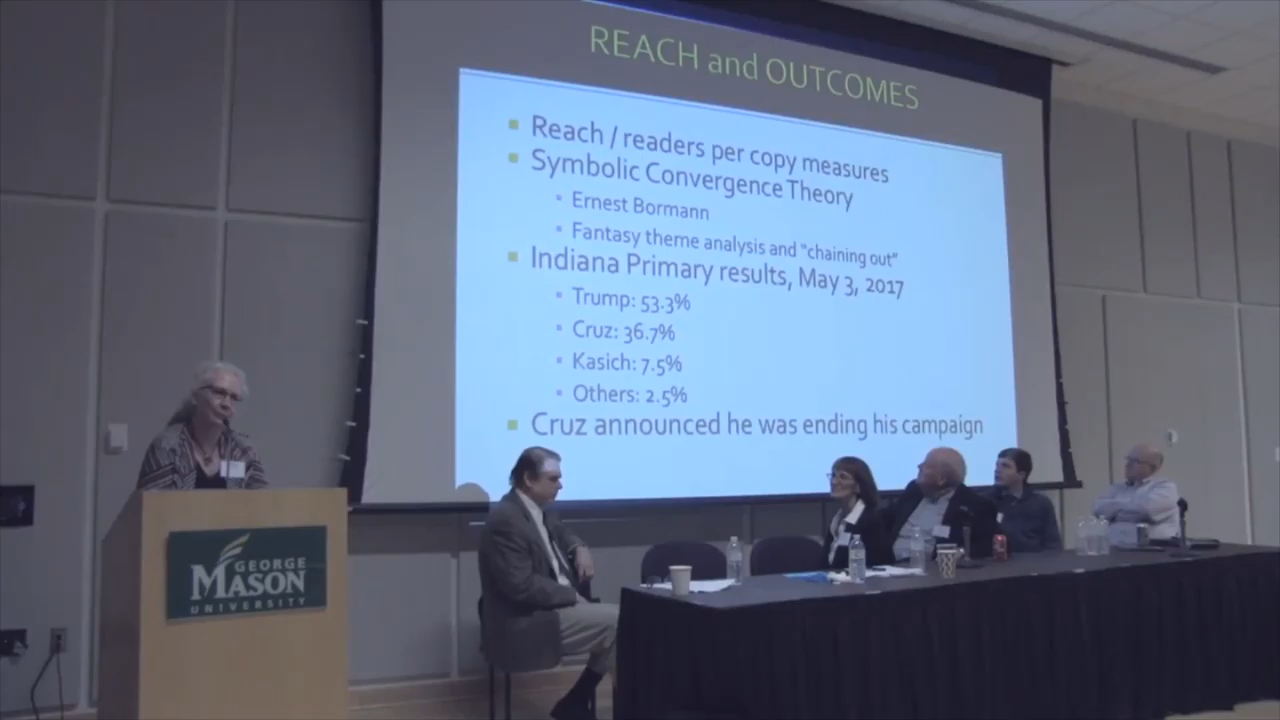 REACH and OUTCOMES
Reach / readers per copy measures
Symbolic Convergence Theory
Ernest Bormann
Fantasy theme analysis and “chaining out”
Indiana Primary results, May 3, 2017
Trump: 53.3%
Cruz: 36.7%
Kasich: 7.5%
Others: 2.5%
Cruz announced he was ending his campaign
GEORGE
MASON
UNIVERSITY